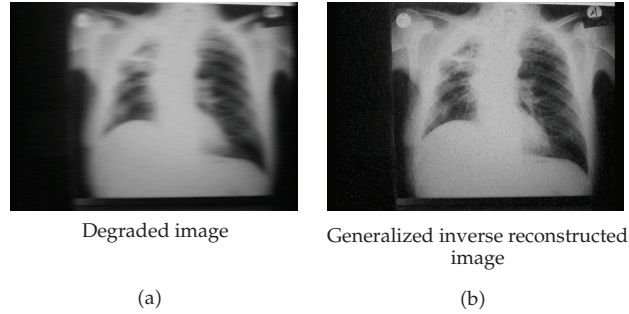 A
Degraded image
Generalized inverse reconstructed
image
(a)
(b)